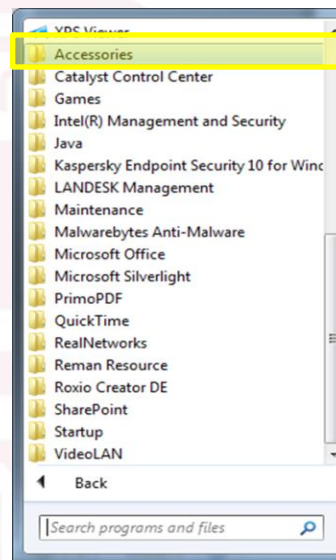 XPS Viewer
Accessories
Catalyst Control Center
Games
Intel(R) Management and Security
Java
Kaspersky Endpoint Security 10 for Winc
LANDESK Management
Maintenance
Malwarebytes Anti-Malware
Microsoft Office
Microsoft Silverlight
PrimoPDF
QuickTime
RealNetworks
Reman Resource
Roxio Creator DE
SharePoint
Startup
VideoLAN
Back
Search programs and files